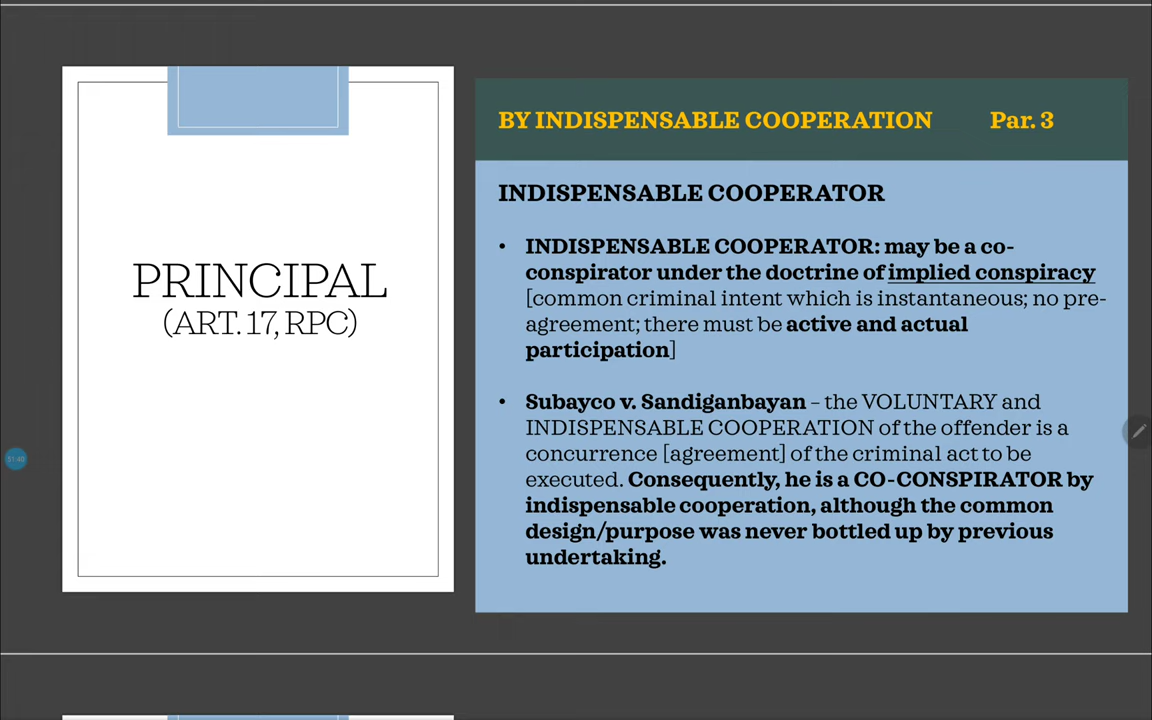 PRINCIPAL
(ART. 17, RPC)
BY INDISPENSABLE COOPERATION Par. 3
INDISPENSABLE COOPERATOR
• INDISPENSABLE COOPERATOR: may be a co-
conspirator under the doctrine of implied conspiracy
[common criminal intent which is instantaneous; no pre-
agreement; there must be active and actual
participation]
• Subayco v. Sandiganbayan – the VOLUNTARY and
INDISPENSABLE COOPERATION of the offender is a
concurrence [agreement] of the criminal act to be
executed. Consequently, he is a CO-CONSPIRATOR by
indispensable cooperation, although the common
design/purpose was never bottled up by previous
undertaking.